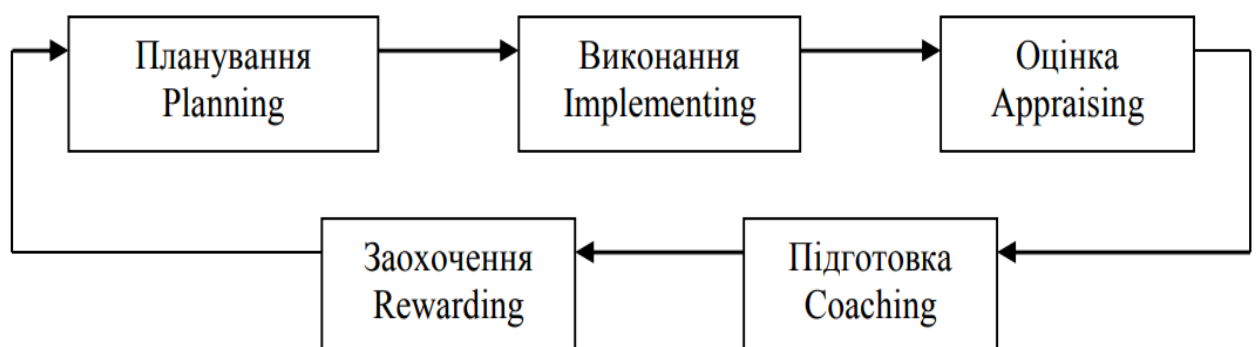 Планування
Planning
Виконання
Implementing
Оцінка
Appraising
Заохочення
Rewarding
Підготовка
Coaching